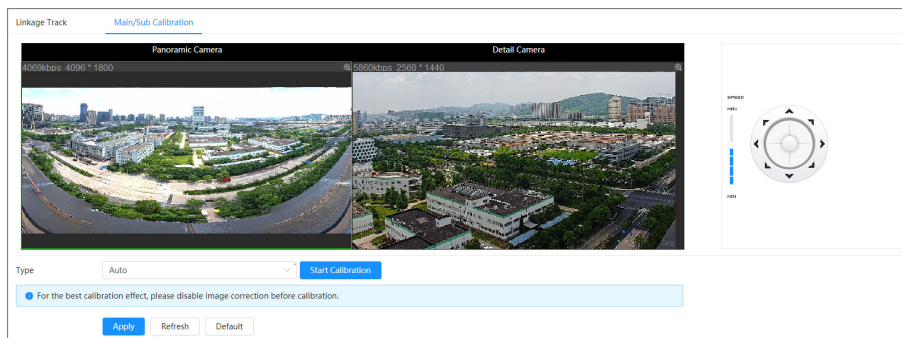 Linkage Track
Main/Sub Calibration
Panoramic Camera
Detail Camera
4069kbps 4096 * 1800
5860kbps 2560 * 1440
SPEED
MAX
MIN
Type
Auto
Start Calibration
For the best calibration effect, please disable image correction before calibration.
Apply
Refresh
Default